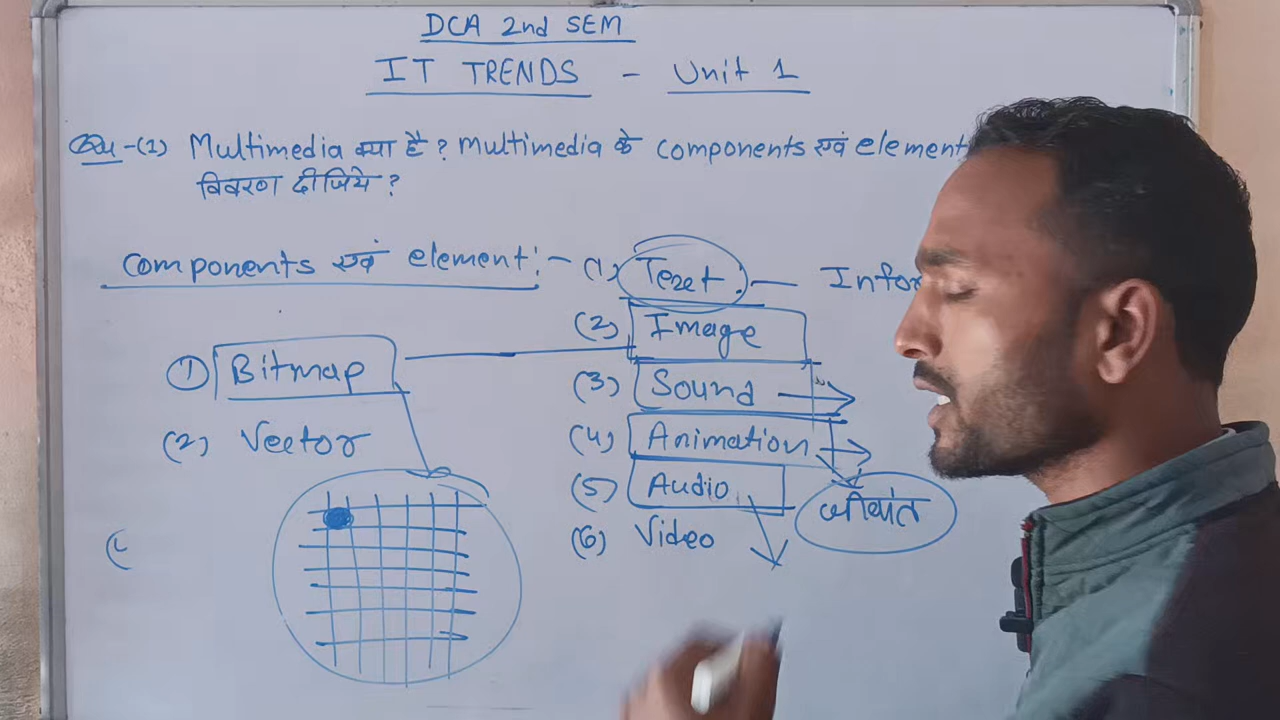 DCA 2nd SEM
IT TRENDS - Unit 1
Que-(1) Multimedia क्या है? multimedia के components एवं element
विवरण दीजिये?
Components एवं element:- (1) Text:- Infor
(2) Image
(3) Sound
(4) Animation
(5) Audio
(6) Video
① Bitmap
(2) Vector
जीवांत